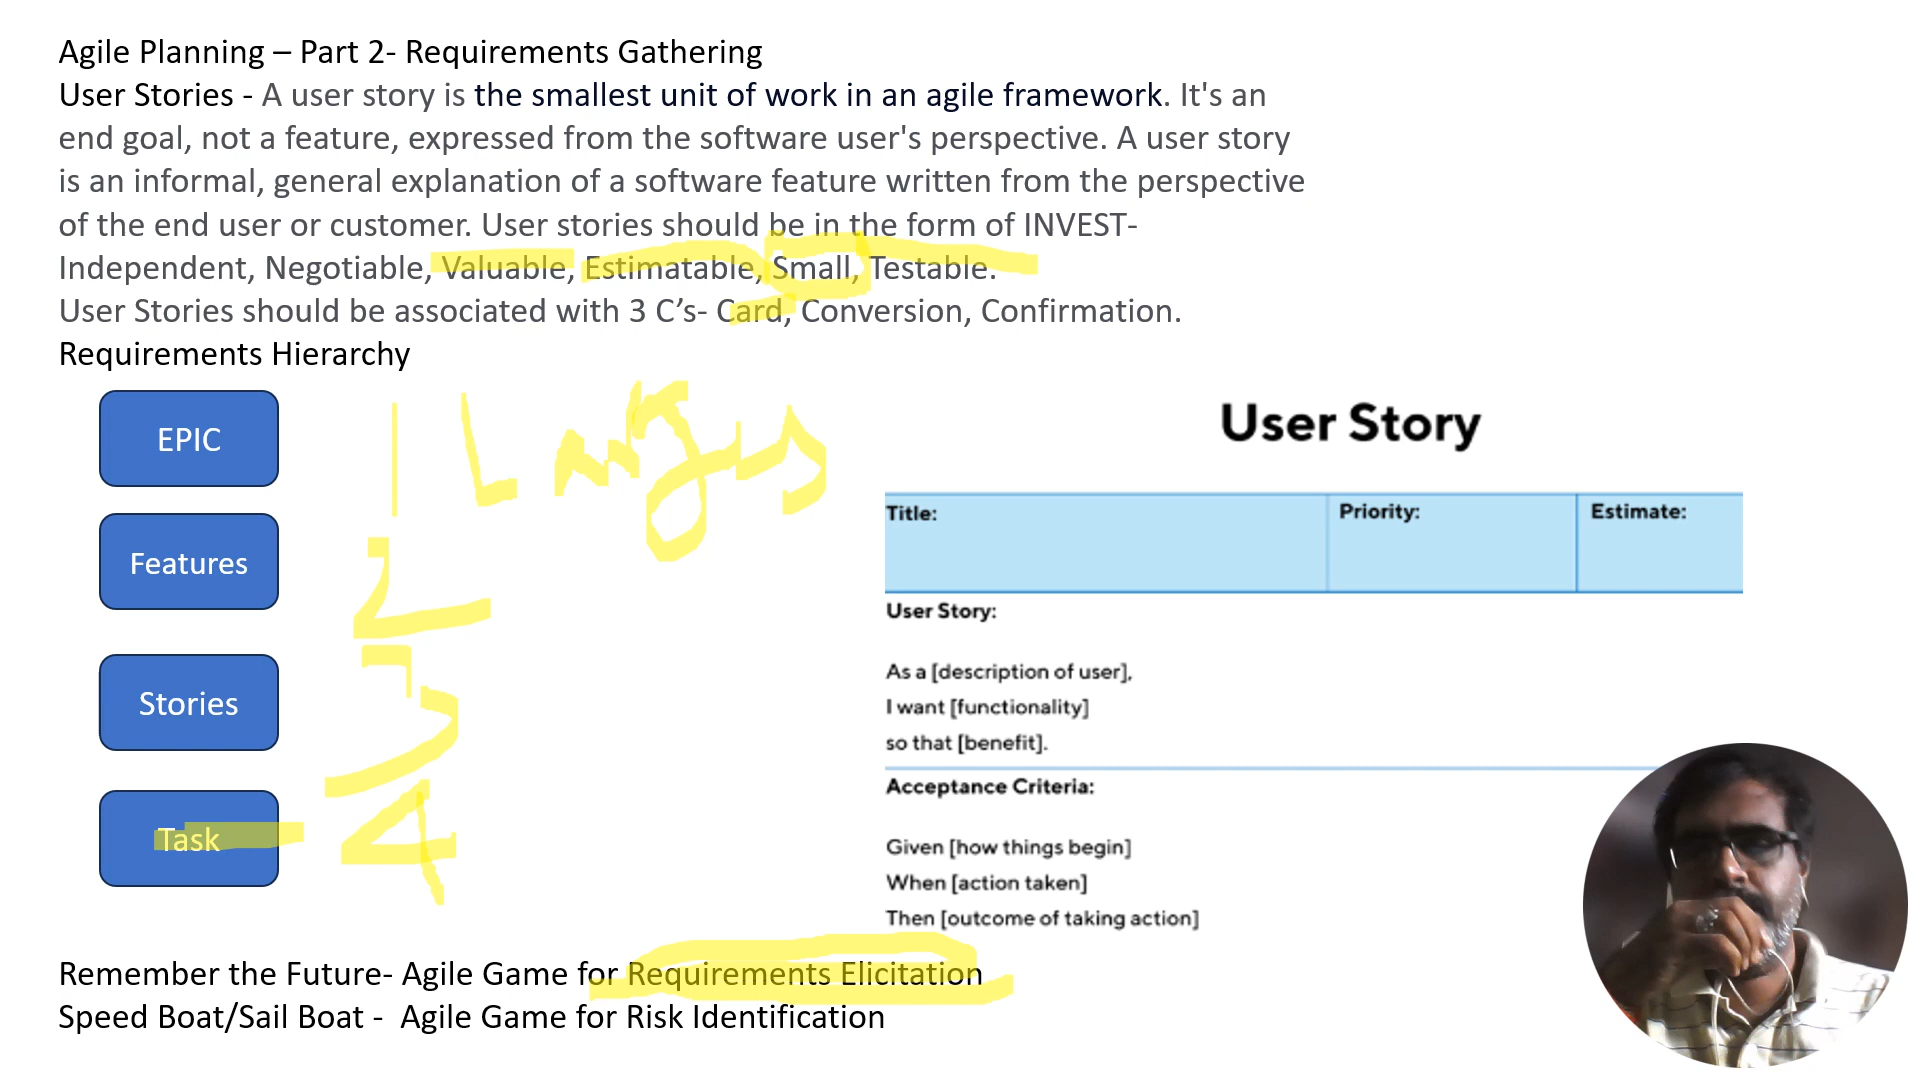 Agile Planning – Part 2- Requirements Gathering
User Stories - A user story is the smallest unit of work in an agile framework. It's an
end goal, not a feature, expressed from the software user's perspective. A user story
is an informal, general explanation of a software feature written from the perspective
of the end user or customer. User stories should be in the form of INVEST-
Independent, Negotiable, Valuable, Estimatable, Small, Testable.
User Stories should be associated with 3 C’s- Card, Conversion, Confirmation.
Requirements Hierarchy
EPIC
1
Features
2
Stories
3
Task
4
User Story
Title:
Priority:
Estimate:
User Story:
As a [description of user],
I want [functionality]
so that [benefit].
Acceptance Criteria:
Given [how things begin]
When [action taken]
Then [outcome of taking action]
Remember the Future- Agile Game for Requirements Elicitation
Speed Boat/Sail Boat - Agile Game for Risk Identification